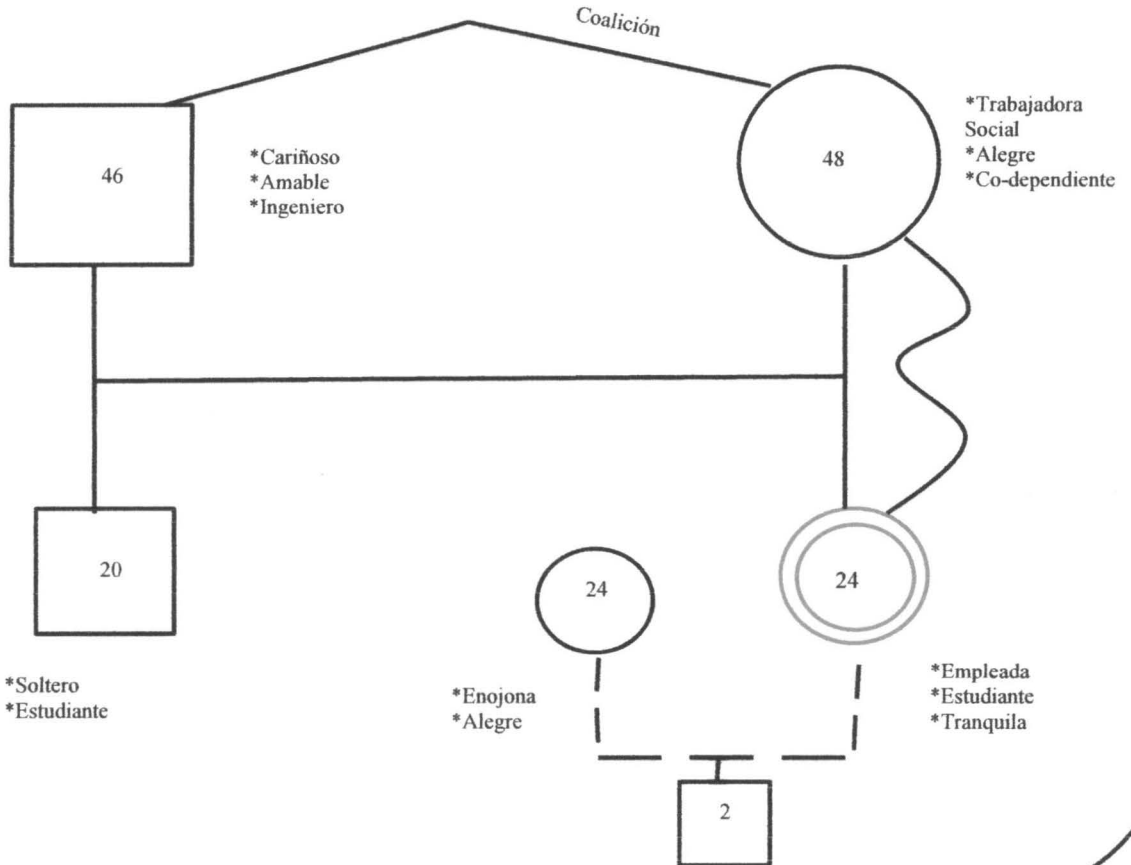 Coalición
46
*Cariñoso
*Amable
*Ingeniero
48
*Trabajadora
Social
*Alegre
*Co-dependiente
20
24
24
*Soltero
*Estudiante
*Enojona
*Alegre
*Empleada
*Estudiante
*Tranquila
2